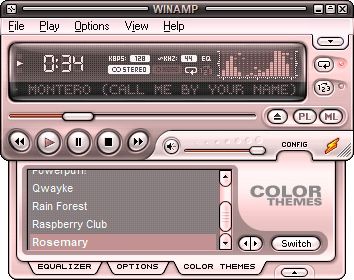 WINAMP
File Play Options View Help
0:34
KBPS: 128 KHZ: 44 EQ
STEREO
MONTERO (CALL ME BY YOUR NAME)
PL ML
CONFIG
Powerpuff!
Qwayke
Rain Forest
Raspberry Club
Rosemary
COLOR
THEMES
Switch
EQUALIZER OPTIONS COLOR THEMES